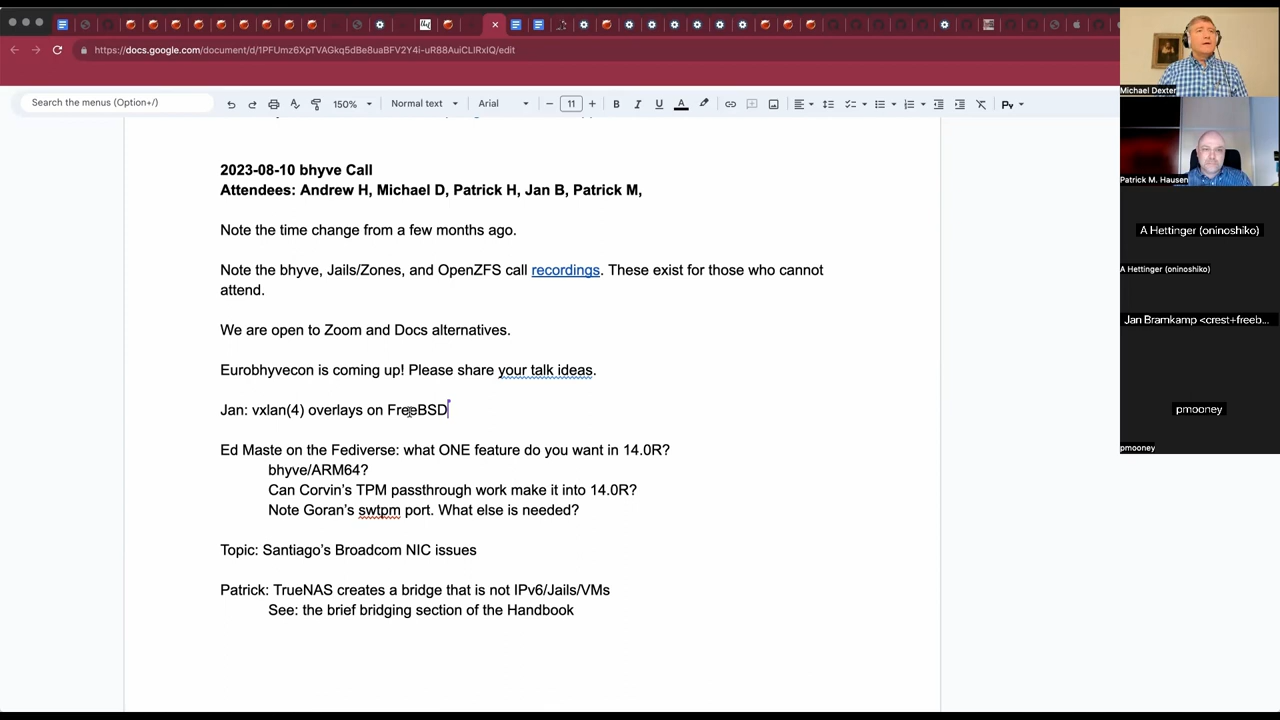 https://docs.google.com/document/d/1PFUmz6XpTVAGkq5dBe8uaBFV2Y4i-uR88AuiCLlRxIQ/edit
Search the menus (Option+/)
150%
Normal text
Arial
11
2023-08-10 bhyve Call
Attendees: Andrew H, Michael D, Patrick H, Jan B, Patrick M,
Note the time change from a few months ago.
Note the bhyve, Jails/Zones, and OpenZFS call recordings. These exist for those who cannot
attend.
We are open to Zoom and Docs alternatives.
Eurobhyvecon is coming up! Please share your talk ideas.
Jan: vxlan(4) overlays on FreeBSD
Ed Maste on the Fediverse: what ONE feature do you want in 14.0R?
bhyve/ARM64?
Can Corvin's TPM passthrough work make it into 14.0R?
Note Goran's swtpm port. What else is needed?
Topic: Santiago's Broadcom NIC issues
Patrick: TrueNAS creates a bridge that is not IPv6/Jails/VMs
See: the brief bridging section of the Handbook
Michael Dexter
Patrick M. Hausen
A Hettinger (oninoshiko)
A Hettinger (oninoshiko)
Jan Bramkamp <crest+freeb...
pmooney
pmooney